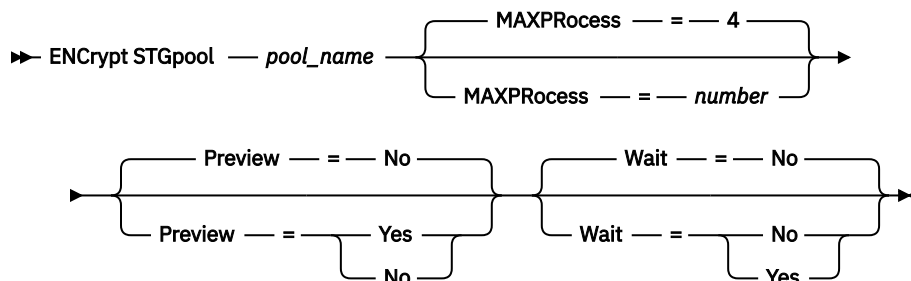 MAXPRocess = 4
ENCrypt STGpool pool_name
MAXPRocess = number
Preview = No Wait = No
Preview = Yes Wait = No
No Yes